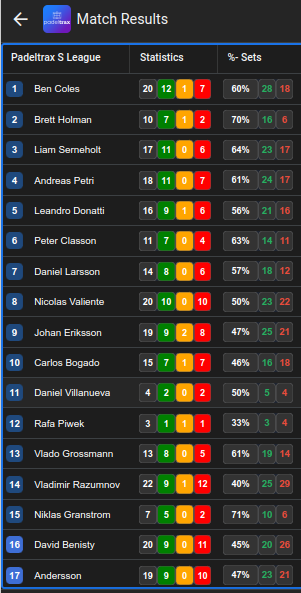 padeltrax Match Results
Padeltrax S League Statistics %- Sets
1 Ben Coles 20 12 1 7 60% 28 18
2 Brett Holman 10 7 1 2 70% 16 6
3 Liam Serneholt 17 11 0 6 64% 23 17
4 Andreas Petri 18 11 0 7 61% 24 17
5 Leandro Donatti 16 9 1 6 56% 21 16
6 Peter Classon 11 7 0 4 63% 14 11
7 Daniel Larsson 14 8 0 6 57% 18 12
8 Nicolas Valiente 20 10 0 10 50% 23 22
9 Johan Eriksson 19 9 2 8 47% 25 21
10 Carlos Bogado 15 7 1 7 46% 16 18
11 Daniel Villanueva 4 2 0 2 50% 5 4
12 Rafa Piwek 3 1 1 1 33% 3 4
13 Vlado Grossmann 13 8 0 5 61% 19 14
14 Vladimir Razumnov 22 9 1 12 40% 25 29
15 Niklas Granstrom 7 5 0 2 71% 10 6
16 David Benisty 20 9 0 11 45% 20 26
17 Andersson 19 9 0 10 47% 23 21